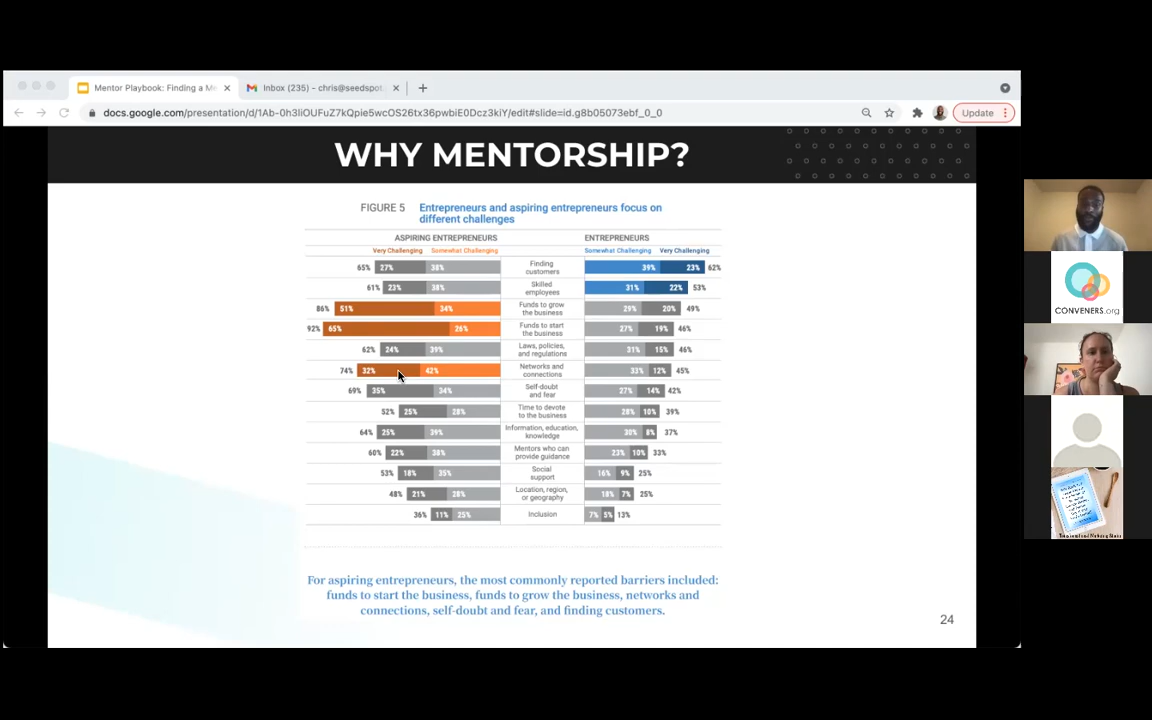 Mentor Playbook: Finding a Me
Inbox (235) - chris@seedspot.
docs.google.com/presentation/d/1Ab-0h3liOUFuZ7kQpie5wcOS26tx36pwbiE0Dcz3kiY/edit#slide=id.g8b05073ebf_0_0
Update
WHY MENTORSHIP?
FIGURE 5 Entrepreneurs and aspiring entrepreneurs focus on
different challenges
ASPIRING ENTREPRENEURS ENTREPRENEURS
Very Challenging Somewhat Challenging Somewhat Challenging Very Challenging
65% 27% 38% Finding customers 39% 23% 62%
61% 23% 38% Skilled employees 31% 22% 53%
86% 51% 34% Funds to grow the business 29% 20% 49%
92% 65% 26% Funds to start the business 27% 19% 46%
62% 24% 39% Laws, policies, and regulations 31% 15% 46%
74% 32% 42% Networks and connections 33% 12% 45%
69% 35% 34% Self-doubt and fear 27% 14% 42%
52% 25% 28% Time to devote to the business 28% 10% 39%
64% 25% 39% Information, education, knowledge 30% 8% 37%
60% 22% 38% Mentors who can provide guidance 23% 10% 33%
53% 18% 35% Social support 16% 9% 25%
48% 21% 28% Location, region, or geography 18% 7% 25%
36% 11% 25% Inclusion 7% 5% 13%
For aspiring entrepreneurs, the most commonly reported barriers included:
funds to start the business, funds to grow the business, networks and
connections, self-doubt and fear, and finding customers.
24
CONVENERS.org